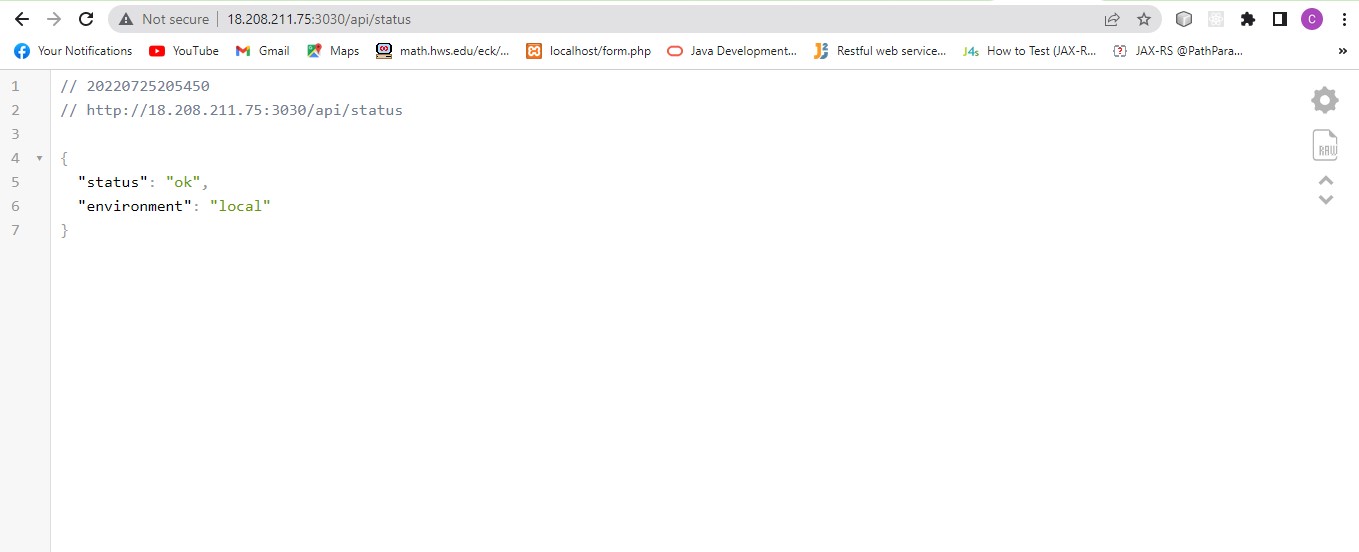 Not secure 18.208.211.75:3030/api/status
C
Your Notifications YouTube Gmail Maps math.hws.edu/eck/... localhost/form.php Java Development... Restful web service... J4s How to Test (JAX-R... JAX-RS @PathPara... »
1 // 20220725205450
2 // http://18.208.211.75:3030/api/status
3
4 {
5 "status": "ok",
6 "environment": "local"
7 }
RAW